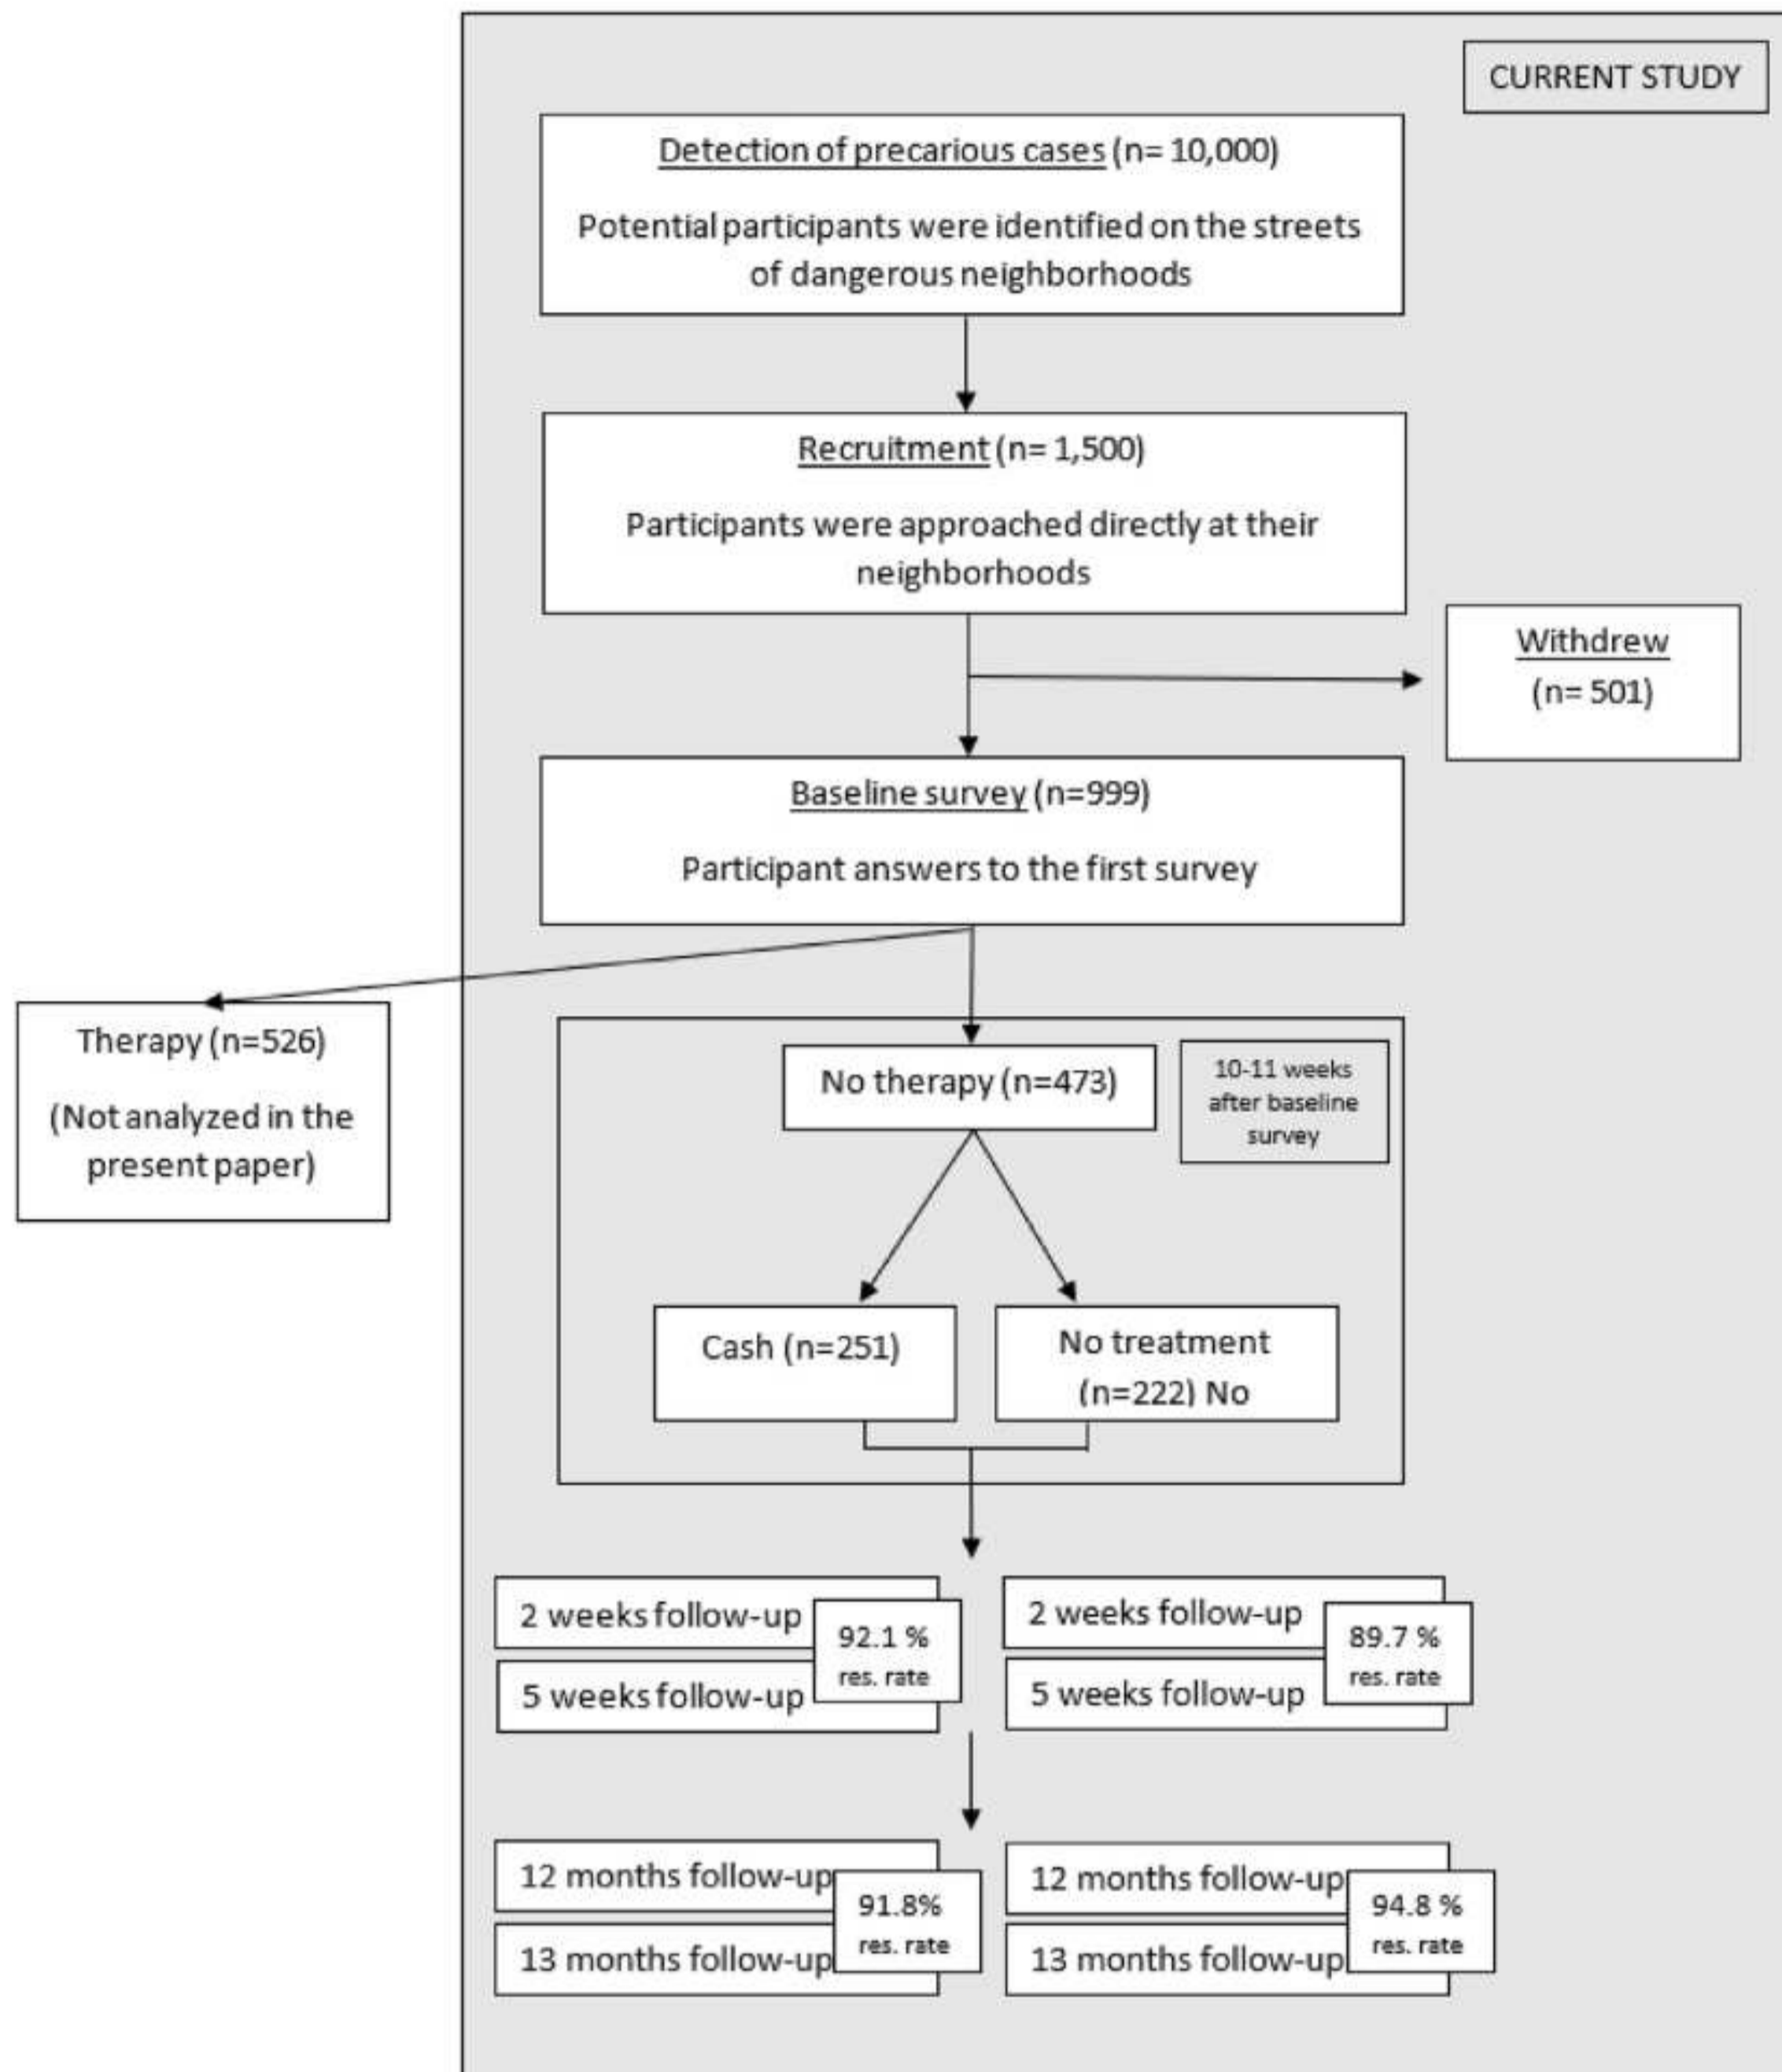 CURRENT STUDY
Detection of precarious cases (n= 10,000)
Potential participants were identified on the streets
of dangerous neighborhoods
Recruitment (n= 1,500)
Participants were approached directly at their
neighborhoods
Withdrew
(n= 501)
Baseline survey (n=999)
Participant answers to the first survey
Therapy (n=526)
(Not analyzed in the
present paper)
No therapy (n=473)
10-11 weeks
after baseline
survey
Cash (n=251)
No treatment
(n=222) No
2 weeks follow-up
5 weeks follow-up
92.1 %
res. rate
2 weeks follow-up
5 weeks follow-up
89.7 %
res. rate
12 months follow-up
13 months follow-up
91.8%
res. rate
12 months follow-up
13 months follow-up
94.8 %
res. rate